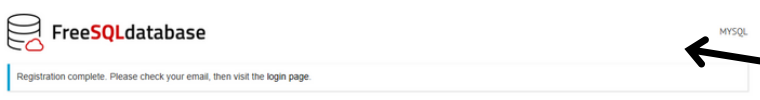 FreeSQLdatabase
MYSQL
Registration complete. Please check your email, then visit the login page.